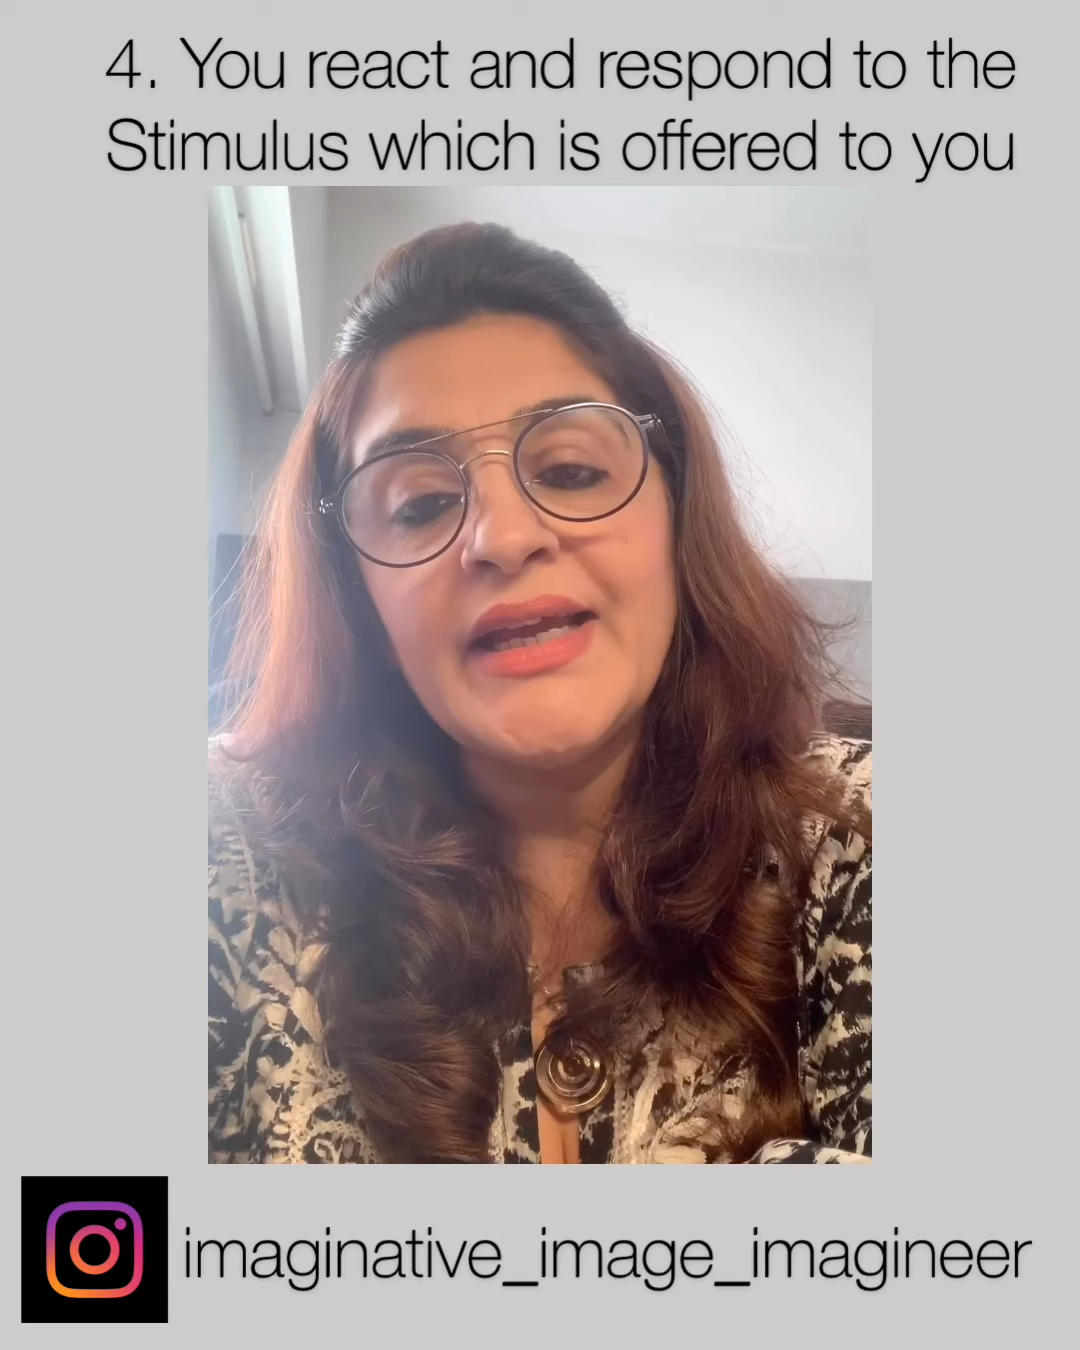 4. You react and respond to the
Stimulus which is offered to you
imaginative_image_imagineer